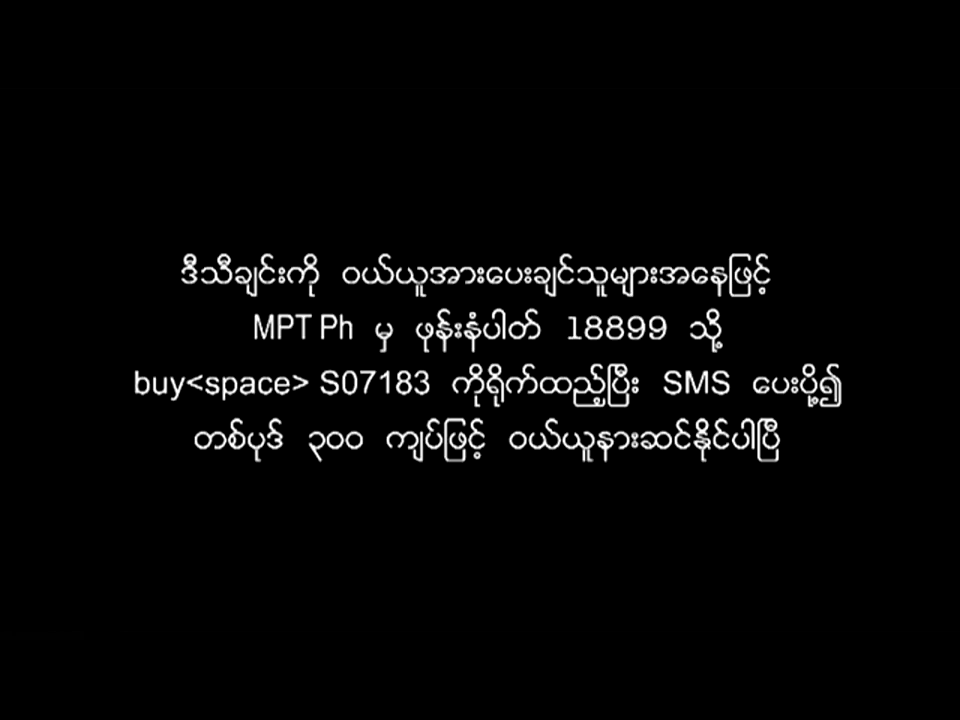 ဒီသီချင်းကို ဝယ်ယူအားပေးချင်သူများအနေဖြင့်
MPT Ph မှ ဖုန်းနံပါတ် 18899 သို့
buy<space> S07183 ကိုရိုက်ထည့်ပြီး SMS ပေးပို့၍
တစ်ပုဒ် ၃၀၀ ကျပ်ဖြင့် ဝယ်ယူနားဆင်နိုင်ပါပြီ